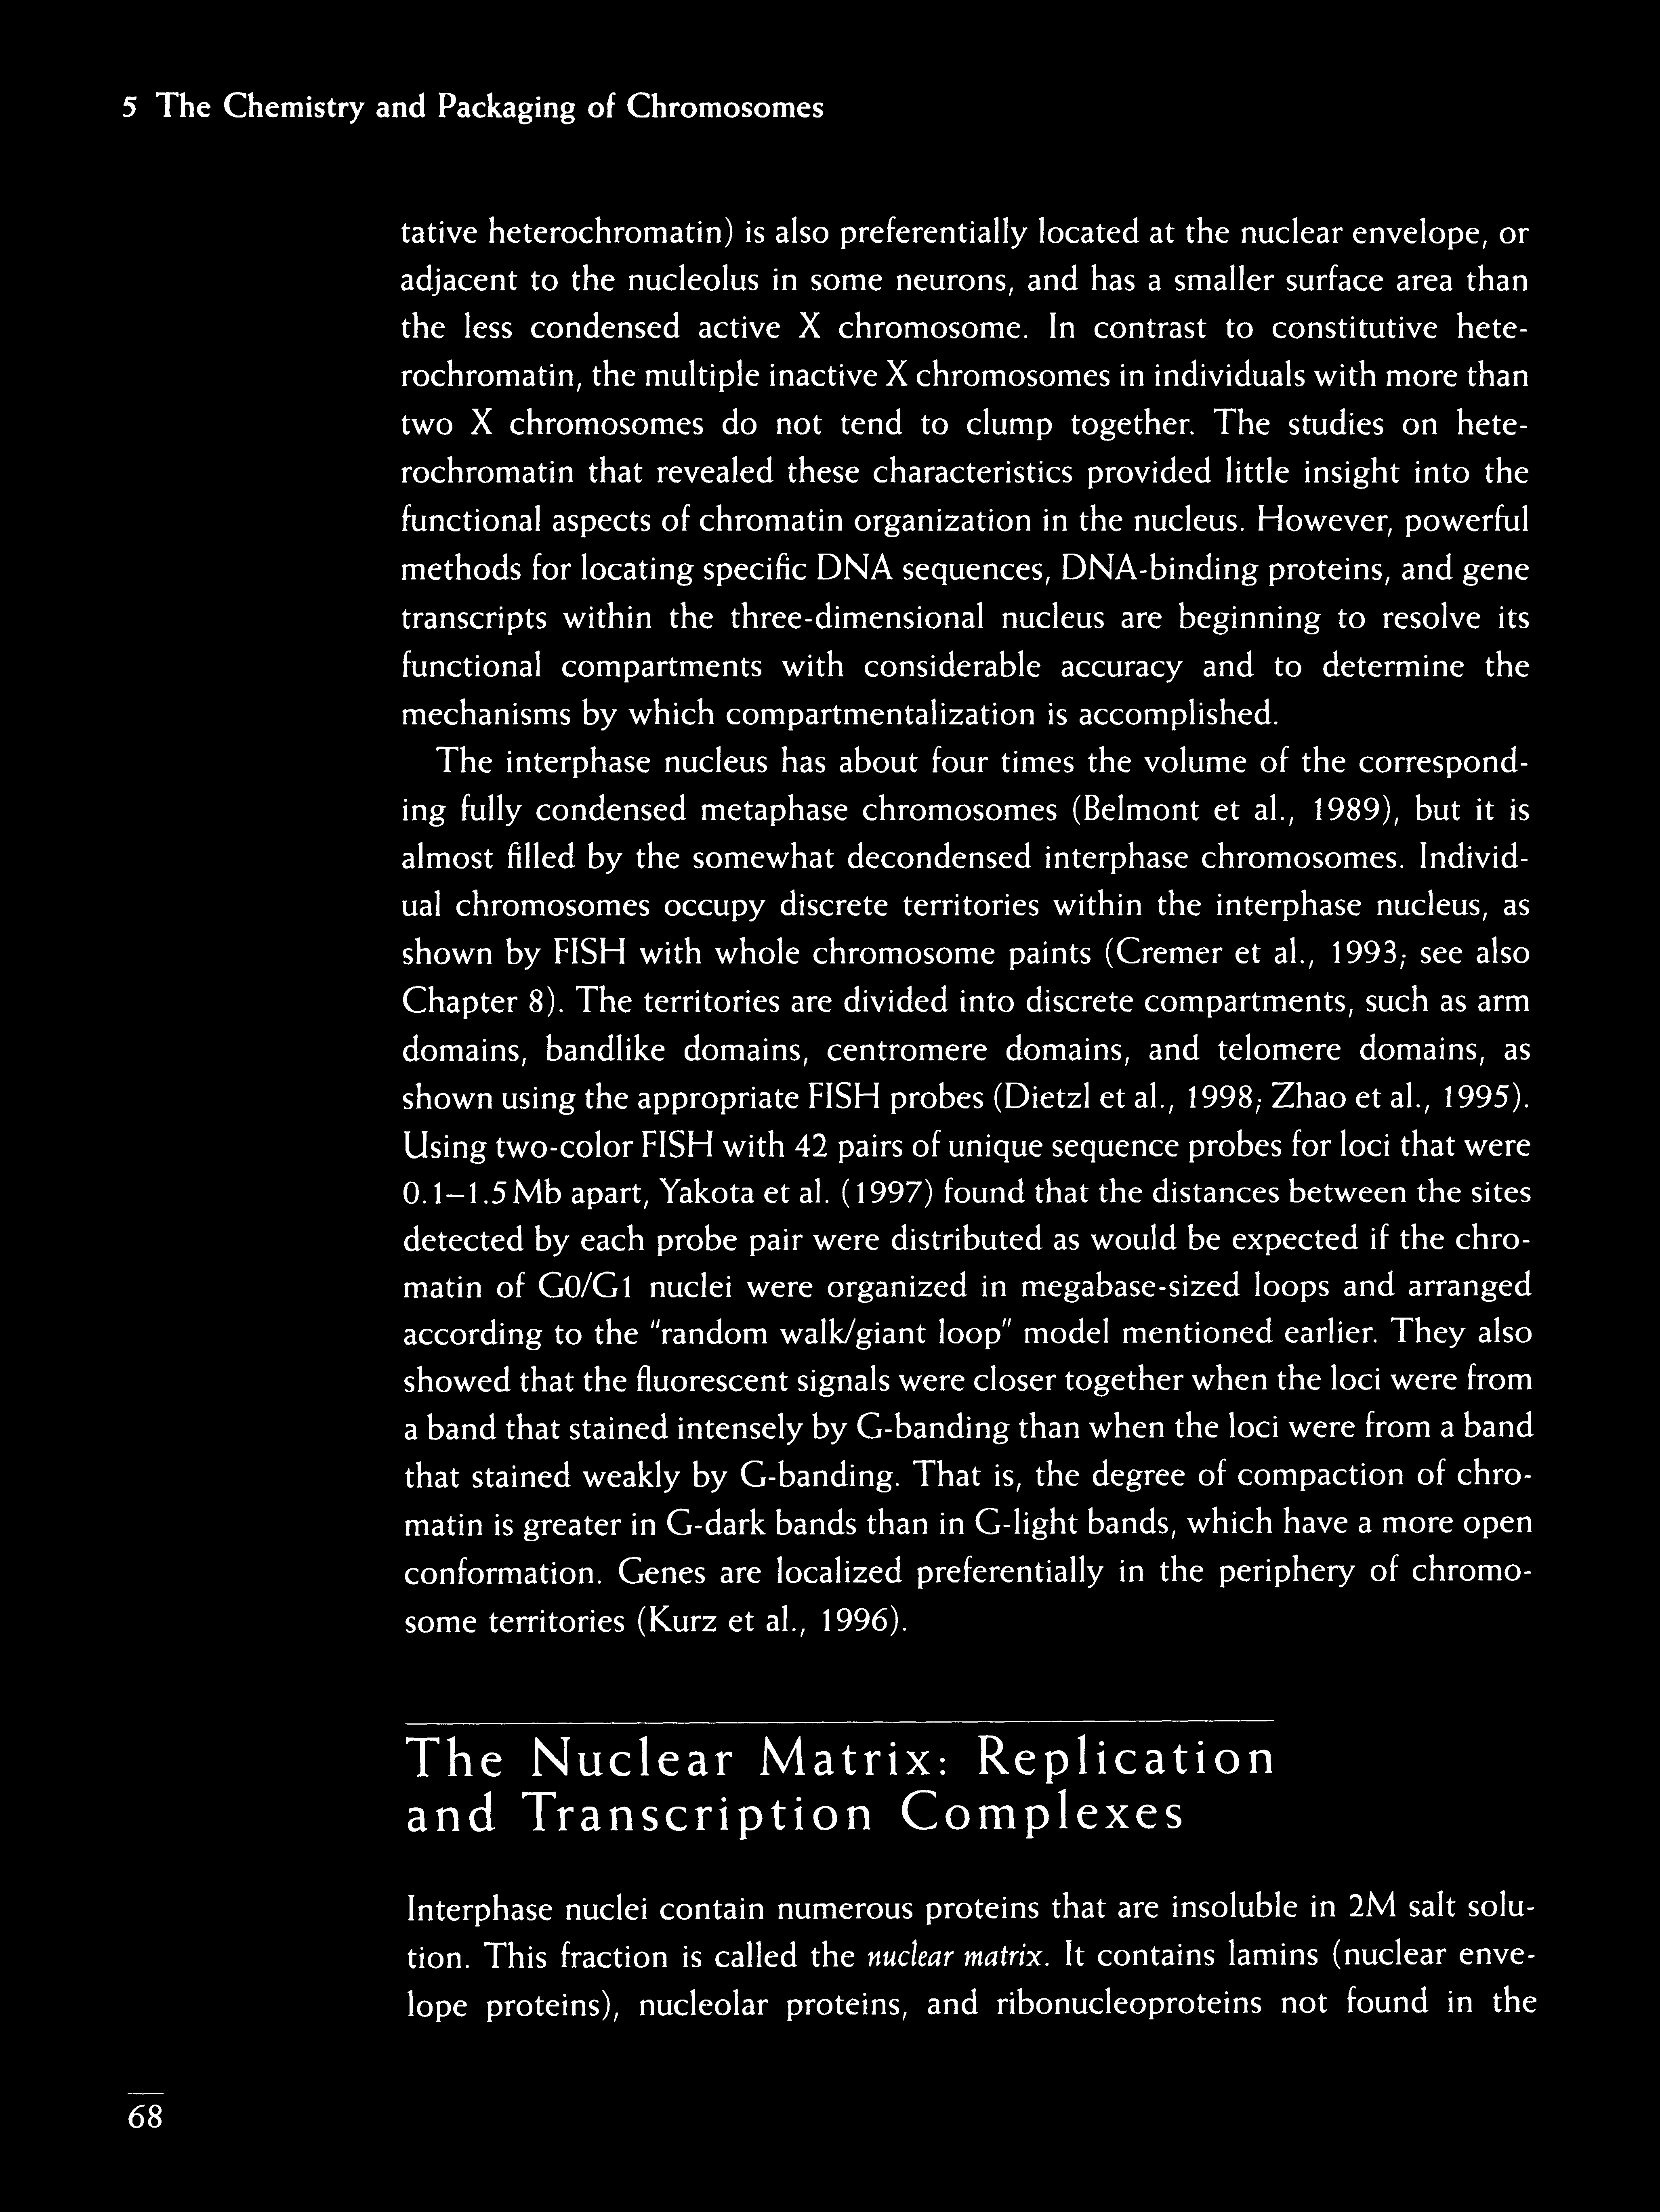 5 The Chemistry and Packaging of Chromosomes
tative heterochromatin) is also preferentially located at the nuclear envelope, or
adjacent to the nucleolus in some neurons, and has a smaller surface area than
the less condensed active X chromosome. In contrast to constitutive hete-
rochromatin, the multiple inactive X chromosomes in individuals with more than
two X chromosomes do not tend to clump together. The studies on hete-
rochromatin that revealed these characteristics provided little insight into the
functional aspects of chromatin organization in the nucleus. However, powerful
methods for locating specific DNA sequences, DNA-binding proteins, and gene
transcripts within the three-dimensional nucleus are beginning to resolve its
functional compartments with considerable accuracy and to determine the
mechanisms by which compartmentalization is accomplished.
The interphase nucleus has about four times the volume of the correspond-
ing fully condensed metaphase chromosomes (Belmont et al., 1989), but it is
almost filled by the somewhat decondensed interphase chromosomes. Individ-
ual chromosomes occupy discrete territories within the interphase nucleus, as
shown by FISH with whole chromosome paints (Cremer et al., 1993; see also
Chapter 8). The territories are divided into discrete compartments, such as arm
domains, bandlike domains, centromere domains, and telomere domains, as
shown using the appropriate FISH probes (Dietzl et al., 1998; Zhao et al., 1995).
Using two-color FISH with 42 pairs of unique sequence probes for loci that were
0.1–1.5 Mb apart, Yakota et al. (1997) found that the distances between the sites
detected by each probe pair were distributed as would be expected if the chro-
matin of G0/G1 nuclei were organized in megabase-sized loops and arranged
according to the "random walk/giant loop" model mentioned earlier. They also
showed that the fluorescent signals were closer together when the loci were from
a band that stained intensely by G-banding than when the loci were from a band
that stained weakly by G-banding. That is, the degree of compaction of chro-
matin is greater in G-dark bands than in G-light bands, which have a more open
conformation. Genes are localized preferentially in the periphery of chromo-
some territories (Kurz et al., 1996).
The Nuclear Matrix: Replication
and Transcription Complexes
Interphase nuclei contain numerous proteins that are insoluble in 2M salt solu-
tion. This fraction is called the nuclear matrix. It contains lamins (nuclear enve-
lope proteins), nucleolar proteins, and ribonucleoproteins not found in the
68